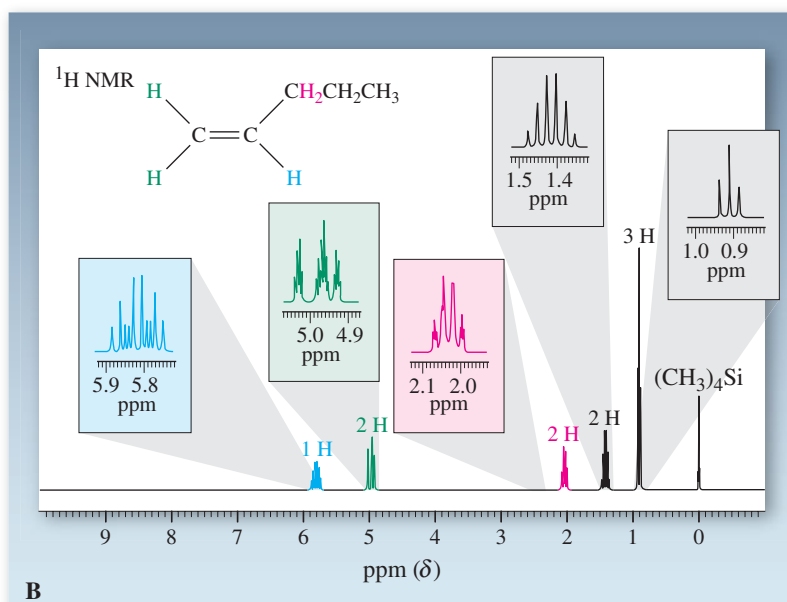 ¹H NMR
H
CH₂CH₂CH₃
C=C
H
H
1.5 1.4
ppm
1.0 0.9
ppm
3 H
5.0 4.9
ppm
2.1 2.0
ppm
5.9 5.8
ppm
(CH₃)₄Si
2 H
2 H
2 H
1 H
9 8 7 6 5 4 3 2 1 0
ppm (δ)
B